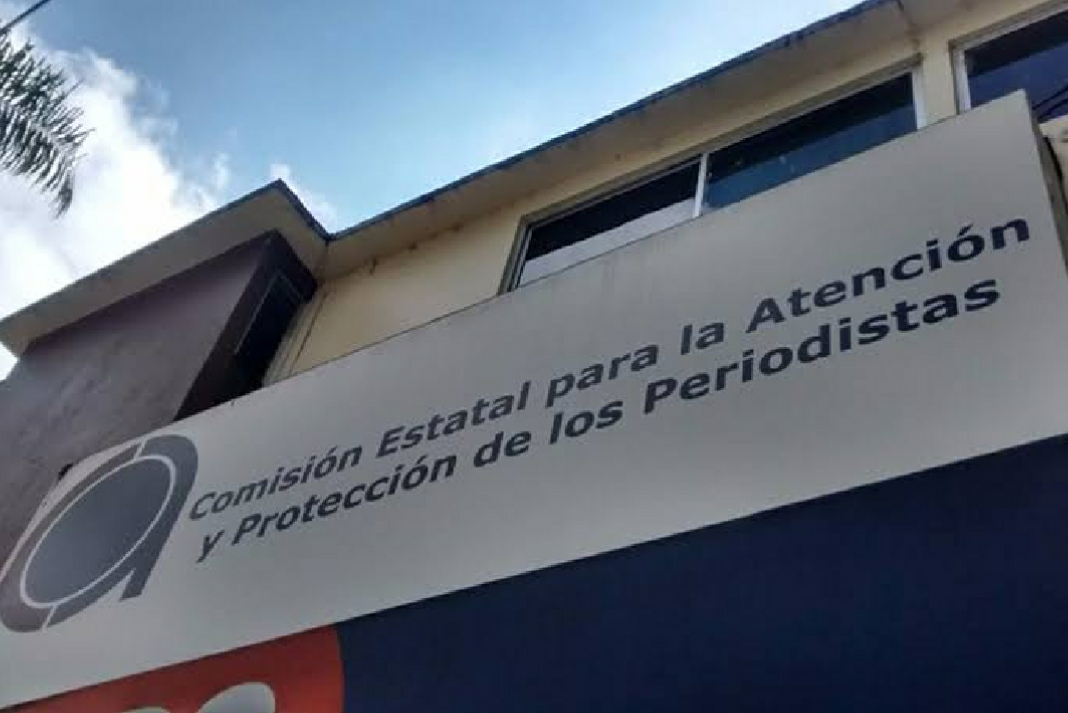 Comisión Estatal para la Atención
y Protección de los Periodistas